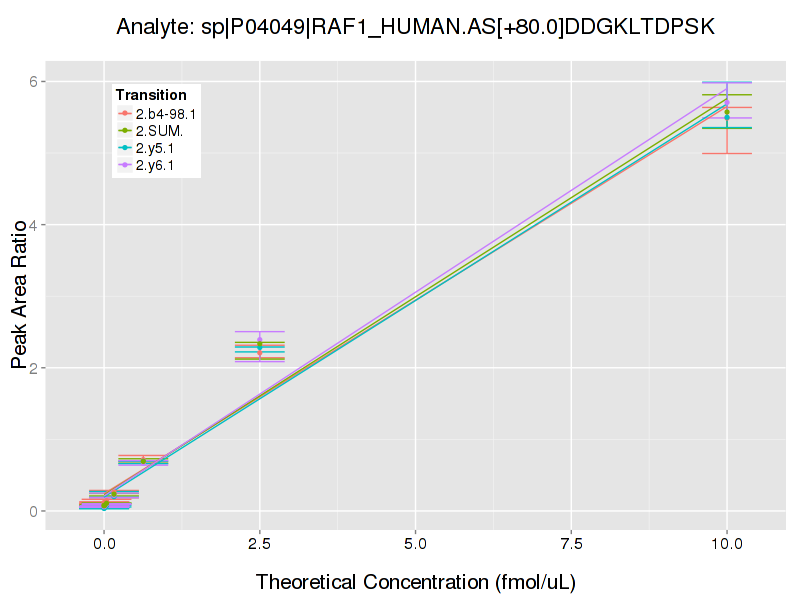 Analyte: sp|P04049|RAF1_HUMAN.AS[+80.0]DDGKLTDPSK
Transition
2.b4-98.1
2.SUM.
2.y5.1
2.y6.1
Peak Area Ratio
6
4
2
0
0.0 2.5 5.0 7.5 10.0
Theoretical Concentration (fmol/uL)